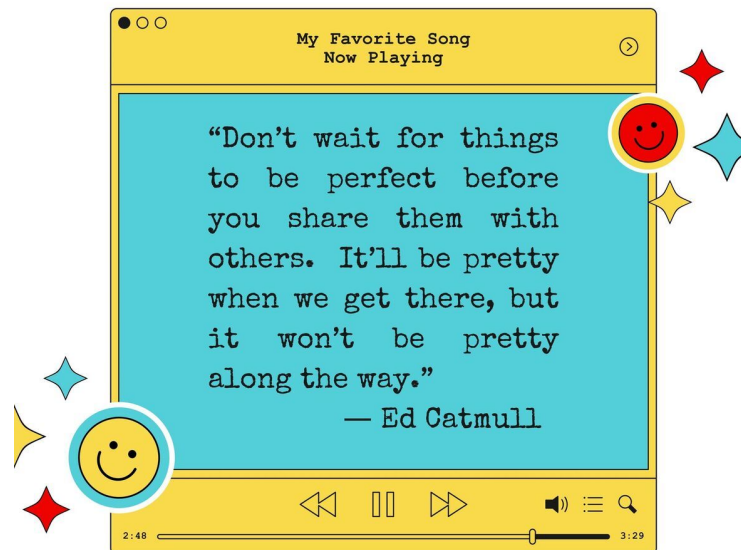 My Favorite Song
Now Playing
“Don’t wait for things
to be perfect before
you share them with
others. It’ll be pretty
when we get there, but
it won’t be pretty
along the way.”
— Ed Catmull
2:48
3:29